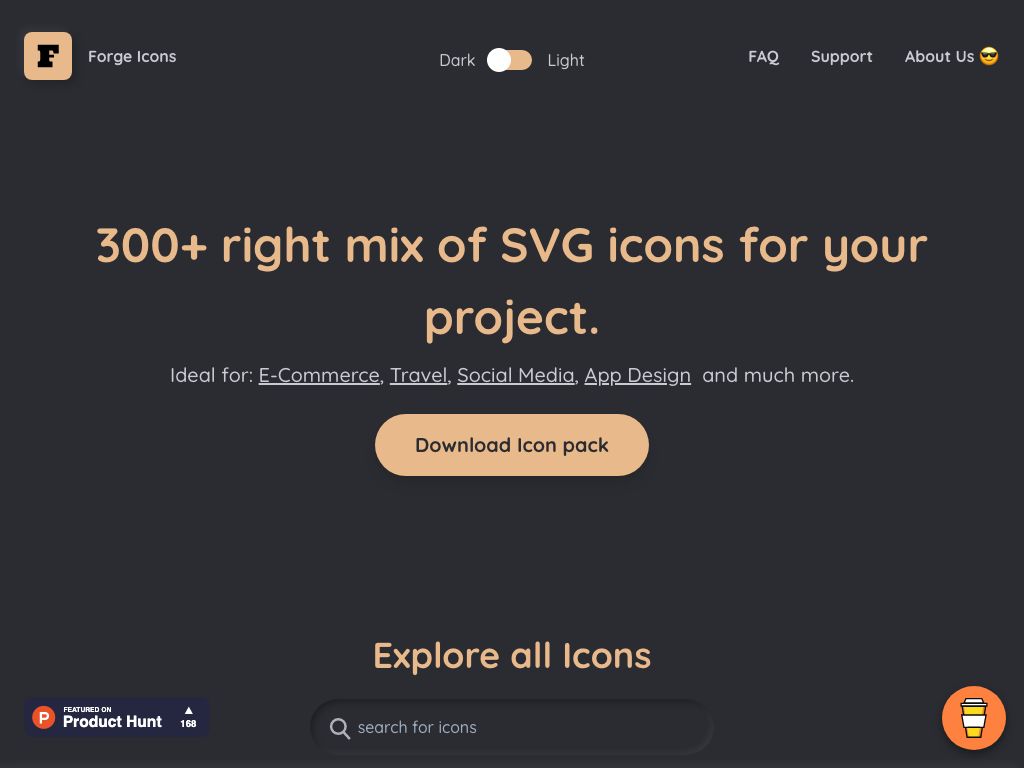 F
Forge Icons
Dark
Light
FAQ
Support
About Us 😎
300+ right mix of SVG icons for your
project.
Ideal for: E-Commerce, Travel, Social Media, App Design and much more.
Download Icon pack
Explore all Icons
P
FEATURED ON
Product Hunt
▲
168
search for icons